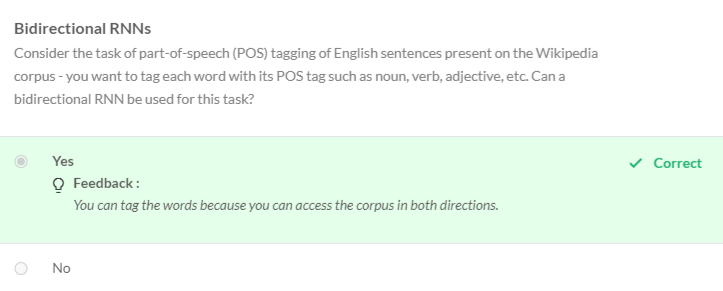 Bidirectional RNNs
Consider the task of part-of-speech (POS) tagging of English sentences present on the Wikipedia
corpus - you want to tag each word with its POS tag such as noun, verb, adjective, etc. Can a
bidirectional RNN be used for this task?
Yes
Correct
Feedback :
You can tag the words because you can access the corpus in both directions.
No